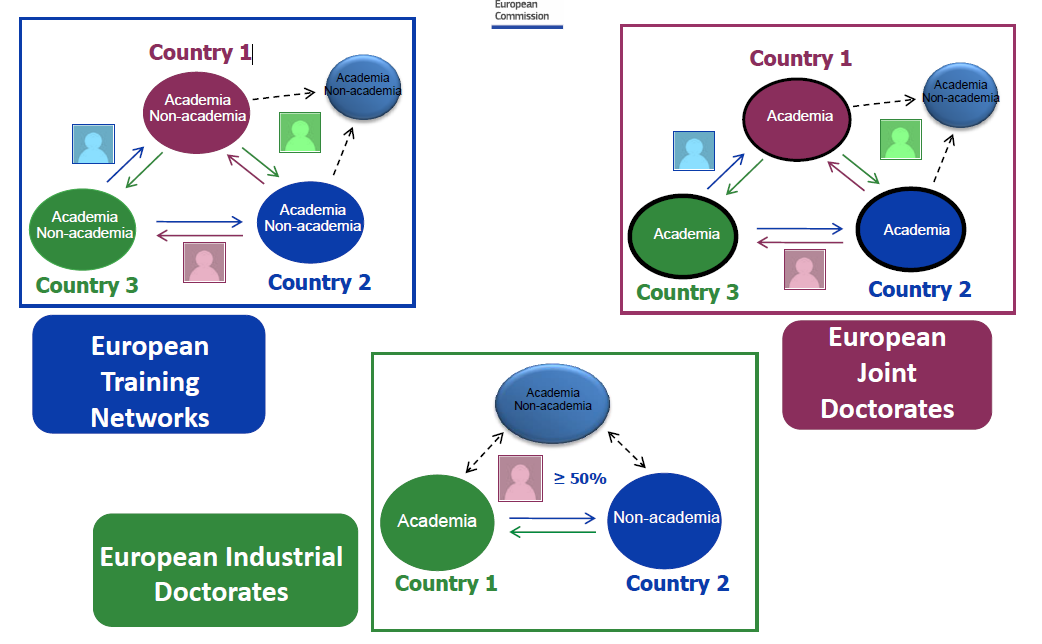 European
Commission
Country 1
Academia
Non-academia
Academia
Non-academia
Academia
Non-academia
Academia
Non-academia
Country 3
Country 2
European
Training
Networks
Country 1
Academia
Academia
Non-academia
Academia
Academia
Country 3
Country 2
European
Joint
Doctorates
Academia
Non-academia
≥ 50%
Academia
Non-academia
Country 1
Country 2
European Industrial
Doctorates